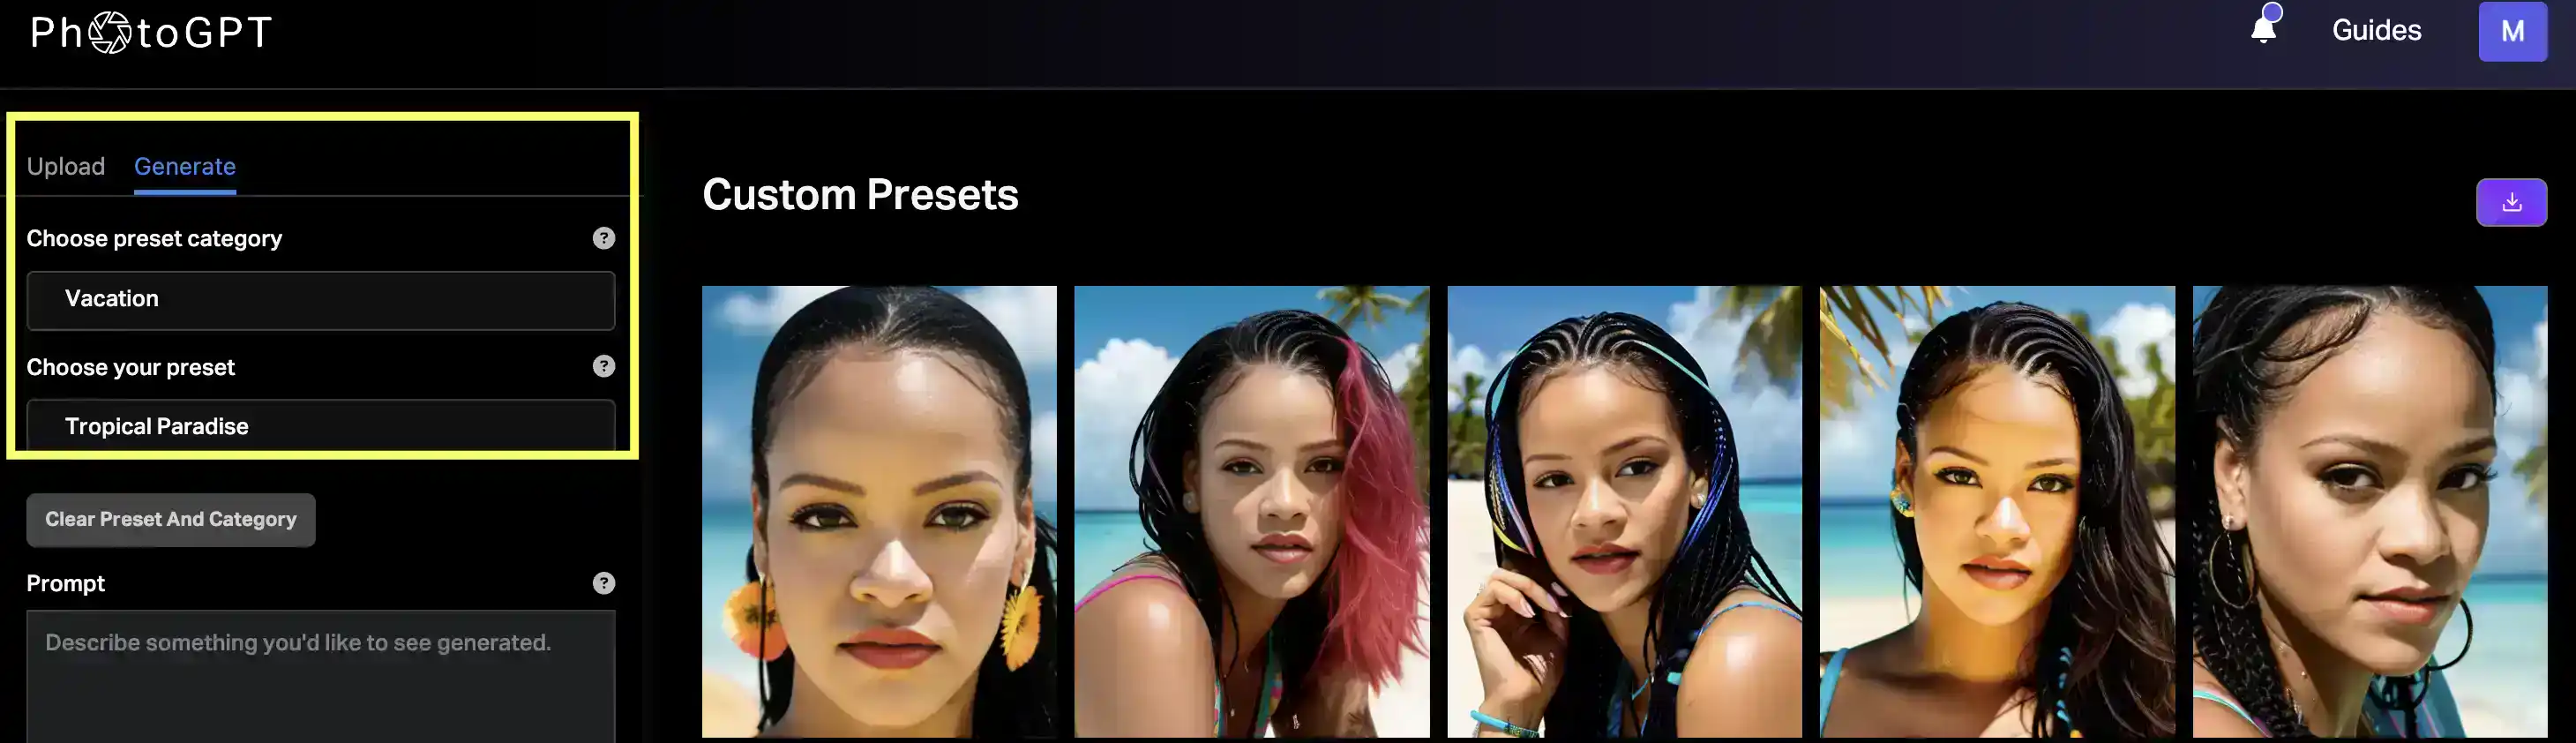 PhotoGPT
Guides
M
Upload Generate
Choose preset category ?
Vacation
Choose your preset ?
Tropical Paradise
Clear Preset And Category
Prompt ?
Describe something you'd like to see generated.
Custom Presets